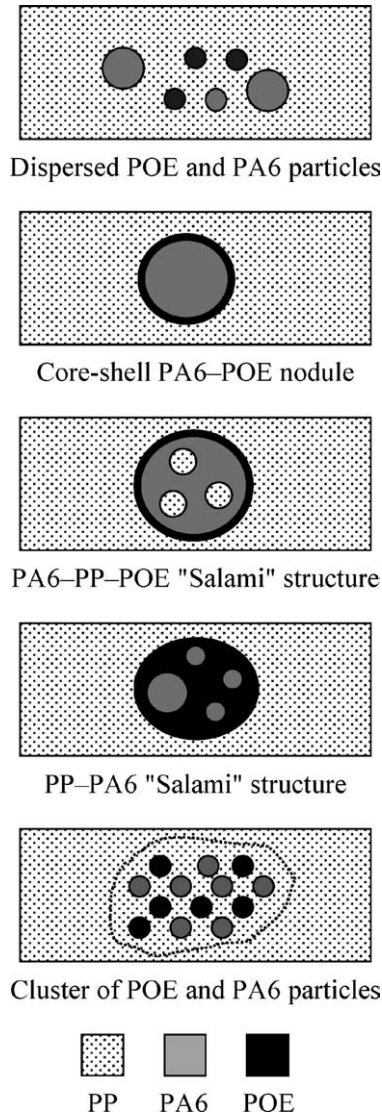 Dispersed POE and PA6 particles
Core-shell PA6–POE nodule
PA6–PP–POE "Salami" structure
PP–PA6 "Salami" structure
Cluster of POE and PA6 particles
PP PA6 POE